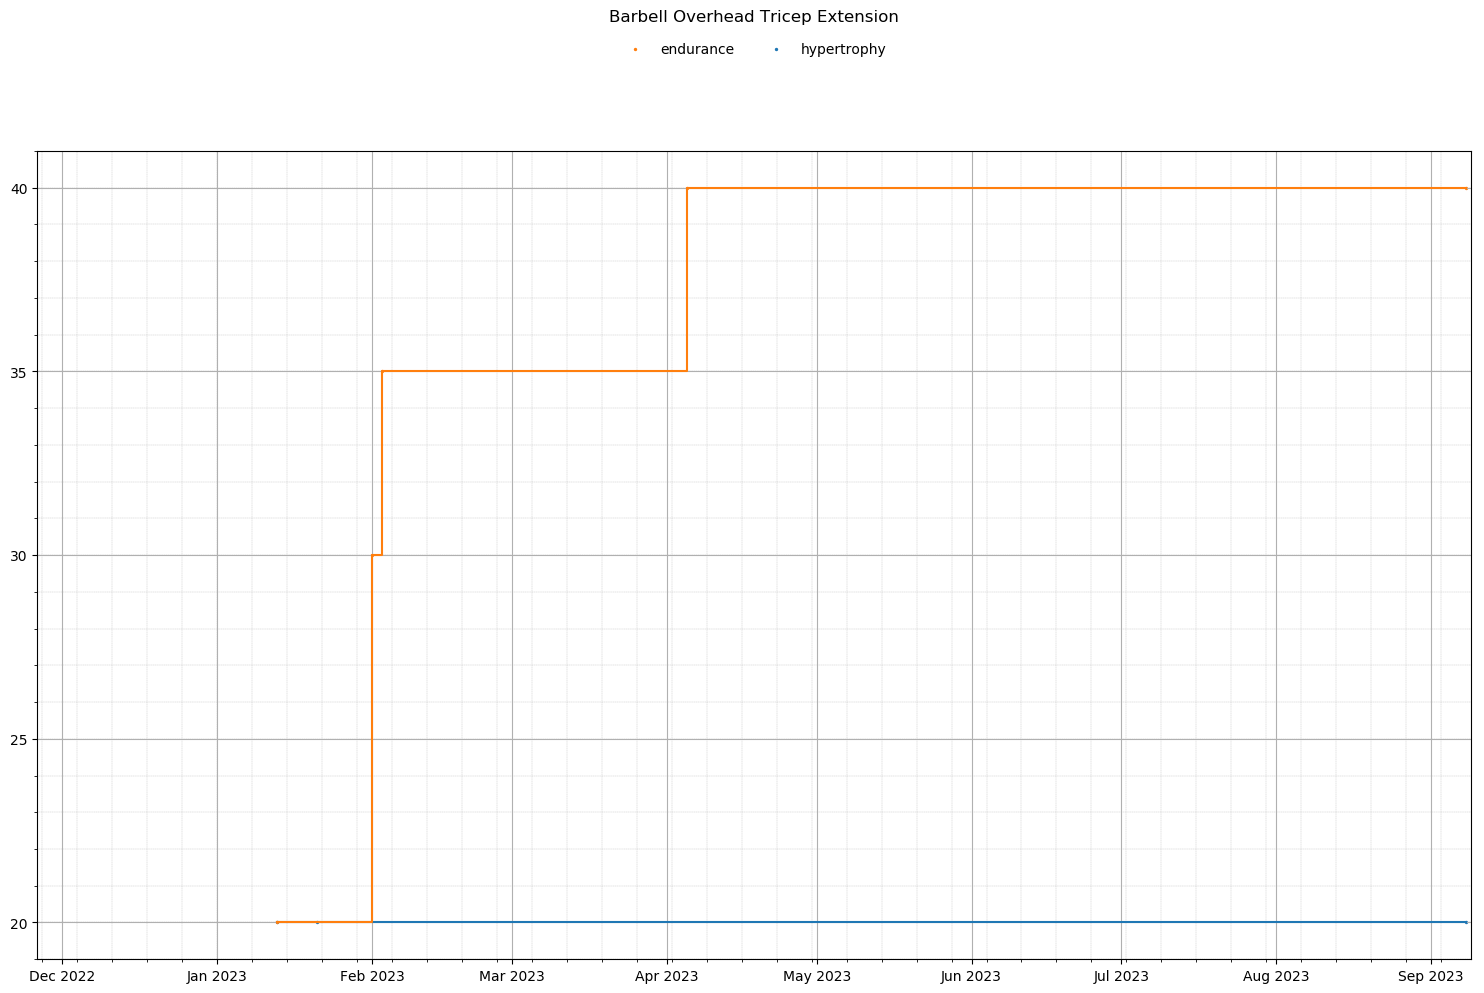 Barbell Overhead Tricep Extension
endurance hypertrophy
40
35
30
25
20
Dec 2022 Jan 2023 Feb 2023 Mar 2023 Apr 2023 May 2023 Jun 2023 Jul 2023 Aug 2023 Sep 2023